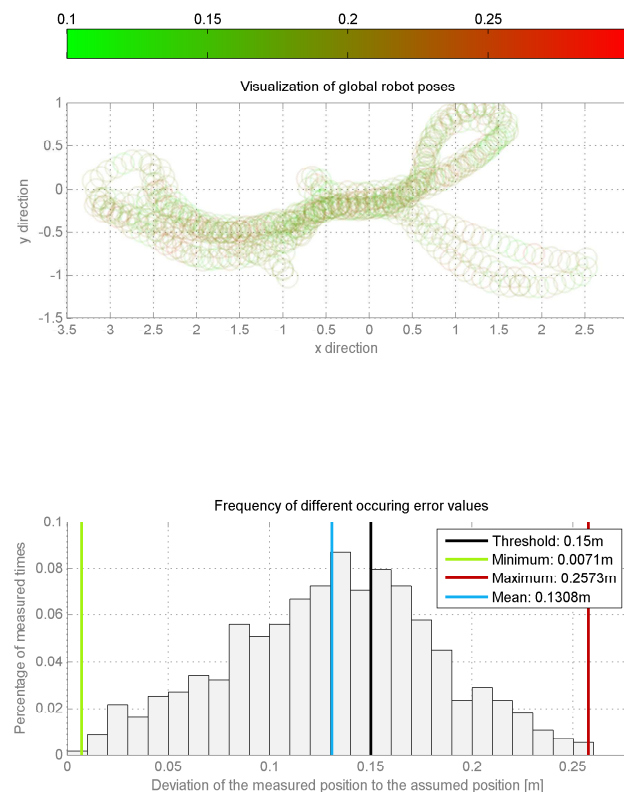 0.1 0.15 0.2 0.25
Visualization of global robot poses
1
0.5
0
-0.5
-1
-1.5
y direction
3.5 3 2.5 2 1.5 1 0.5 0 0.5 1 1.5 2 2.5
x direction
Frequency of different occuring error values
0.1
0.08
0.06
0.04
0.02
0
Percentage of measured times
Threshold: 0.15m
Minimum: 0.0071m
Maximum: 0.2573m
Mean: 0.1308m
0 0.05 0.1 0.15 0.2 0.25
Deviation of the measured position to the assumed position [m]